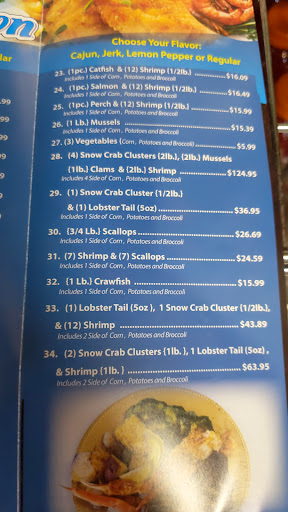 on
Choose Your Flavor:
lar
Cajun, Jerk, Lemon Pepper or Regular
23. (1pc.) Catfish & (12) Shrimp (1/2lb.) $16.09
Includes 1 Side of Corn, Potatoes and Broccoli
24. (1pc.) Salmon & (12) Shrimp (1/2lb.) $16.49
Includes 1 Side of Corn, Potatoes and Broccoli
25. (1pc.) Perch & (12) Shrimp (1/2lb.) $15.99
Includes 1 Side of Corn, Potatoes and Broccoli
26. (1 Lb.) Mussels $15.39
Includes 1 Side of Corn, Potatoes and Broccoli
27. (3) Vegetables (Corn, Potatoes and Broccoli) $5.99
28. (4) Snow Crab Clusters (2lb.), (2lb.) Mussels
(1lb.) Clams & (2lb.) Shrimp $124.95
Includes 4 Side of Corn, Potatoes and Broccoli
29. (1) Snow Crab Cluster (1/2lb.)
& (1) Lobster Tail (5oz) $36.95
Includes 1 Side of Corn, Potatoes and Broccoli
30. (3/4 Lb.) Scallops $26.69
Includes 1 Side of Corn, Potatoes and Broccoli
31. (7) Shrimp & (7) Scallops $24.59
Includes 1 Side of Corn, Potatoes and Broccoli
32. (1 Lb.) Crawfish $15.99
Includes 1 Side of Corn, Potatoes and Broccoli
33. (1) Lobster Tail (5oz), 1 Snow Crab Cluster (1/2lb.),
& (12) Shrimp $43.89
Includes 2 Side of Corn, Potatoes and Broccoli
34. (2) Snow Crab Clusters (1lb.), 1 Lobster Tail (5oz),
& Shrimp (1lb.) $63.95
Includes 2 Side of Corn, Potatoes and Broccoli